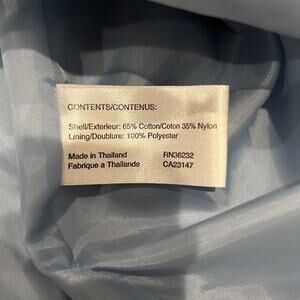 CONTENTS/CONTENUS:
Shell/Exterieur: 65% Cotton/Coton 35% Nylon
Lining/Doublure: 100% Polyester
Made in Thailand RN36232
Fabrique a Thailande CA23147